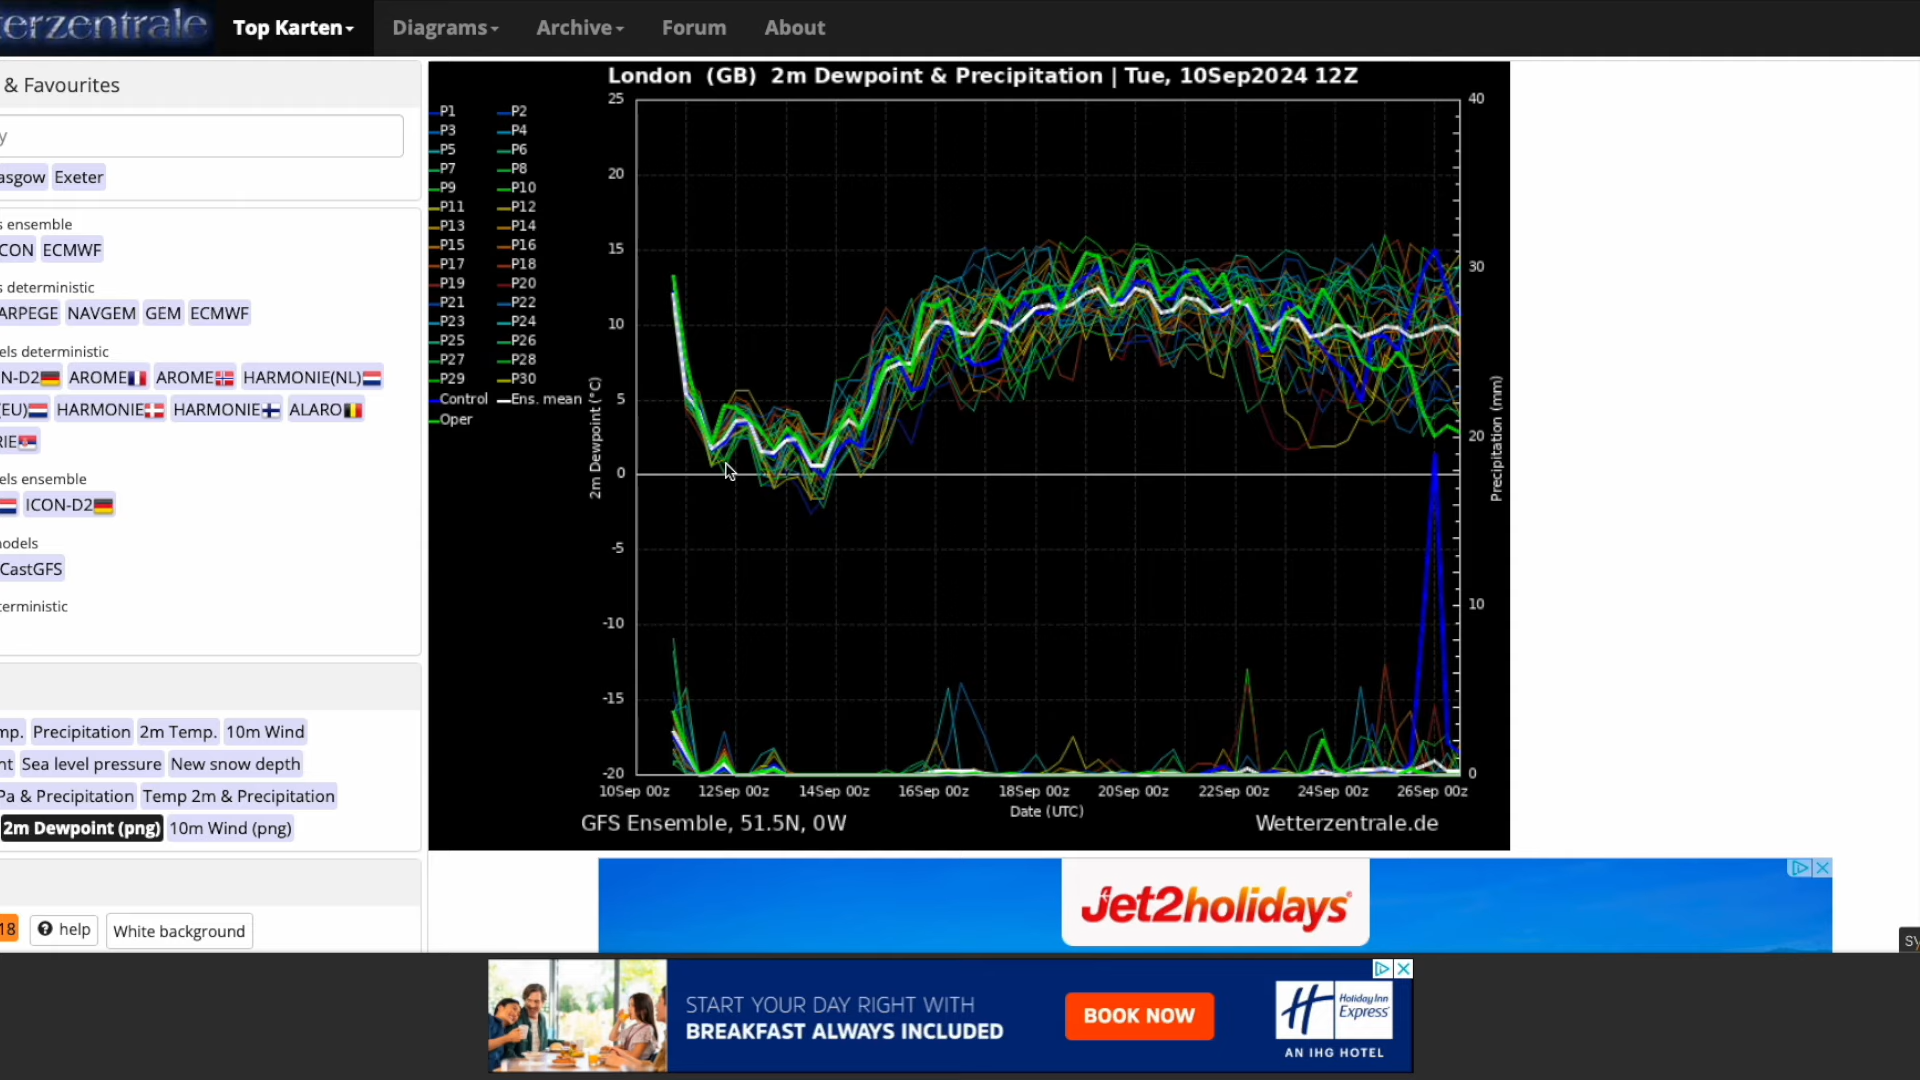 erzentrale
Top Karten
Diagrams
Archive
Forum
About
& Favourites
y
asgow Exeter
s ensemble
CON ECMWF
s deterministic
ARPEGE NAVGEM GEM ECMWF
els deterministic
N-D2 AROME AROME HARMONIE(NL)
(EU) HARMONIE HARMONIE ALARO
RIE
els ensemble
ICON-D2
nodels
CastGFS
terministic
mp. Precipitation 2m Temp. 10m Wind
nt Sea level pressure New snow depth
Pa & Precipitation Temp 2m & Precipitation
2m Dewpoint (png) 10m Wind (png)
18 help White background
London (GB) 2m Dewpoint & Precipitation | Tue, 10Sep2024 12Z
P1 P2
P3 P4
P5 P6
P7 P8
P9 P10
P11 P12
P13 P14
P15 P16
P17 P18
P19 P20
P21 P22
P23 P24
P25 P26
P27 P28
P29 P30
Control Ens. mean
Oper
2m Dewpoint (°C)
25
20
15
10
5
0
-5
-10
-15
-20
40
30
20
10
0
Precipitation (mm)
10Sep 00z 12Sep 00z 14Sep 00z 16Sep 00z 18Sep 00z 20Sep 00z 22Sep 00z 24Sep 00z 26Sep 00z
Date (UTC)
GFS Ensemble, 51.5N, 0W
Wetterzentrale.de
Jet2holidays
sy
START YOUR DAY RIGHT WITH
BREAKFAST ALWAYS INCLUDED
BOOK NOW
Holiday Inn
Express
AN IHG HOTEL